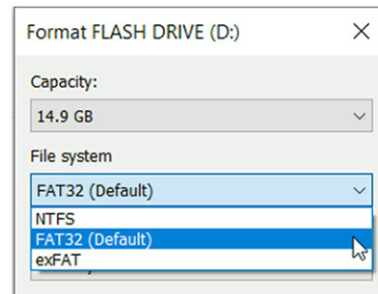 Format FLASH DRIVE (D:)
Capacity:
14.9 GB
File system
FAT32 (Default)
NTFS
FAT32 (Default)
exFAT